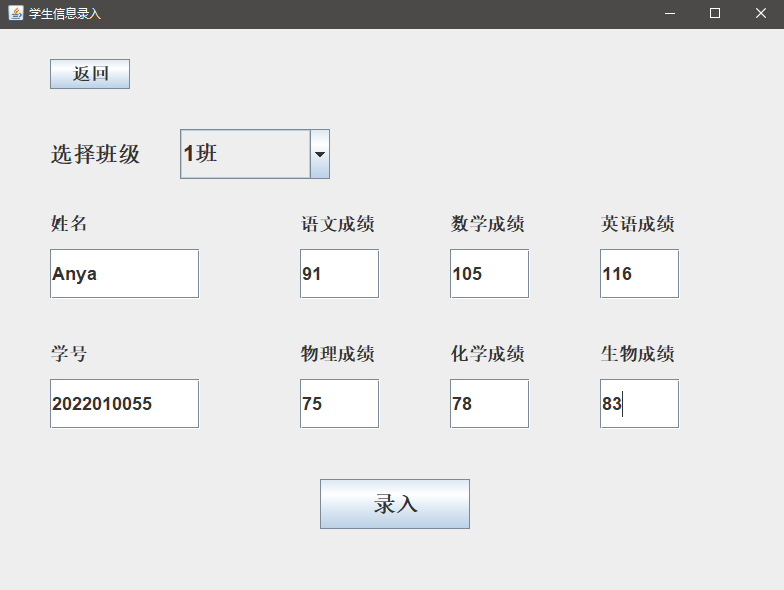 学生信息录入
返回
选择班级 1班
姓名 语文成绩 数学成绩 英语成绩
Anya 91 105 116
学号 物理成绩 化学成绩 生物成绩
2022010055 75 78 83
录入